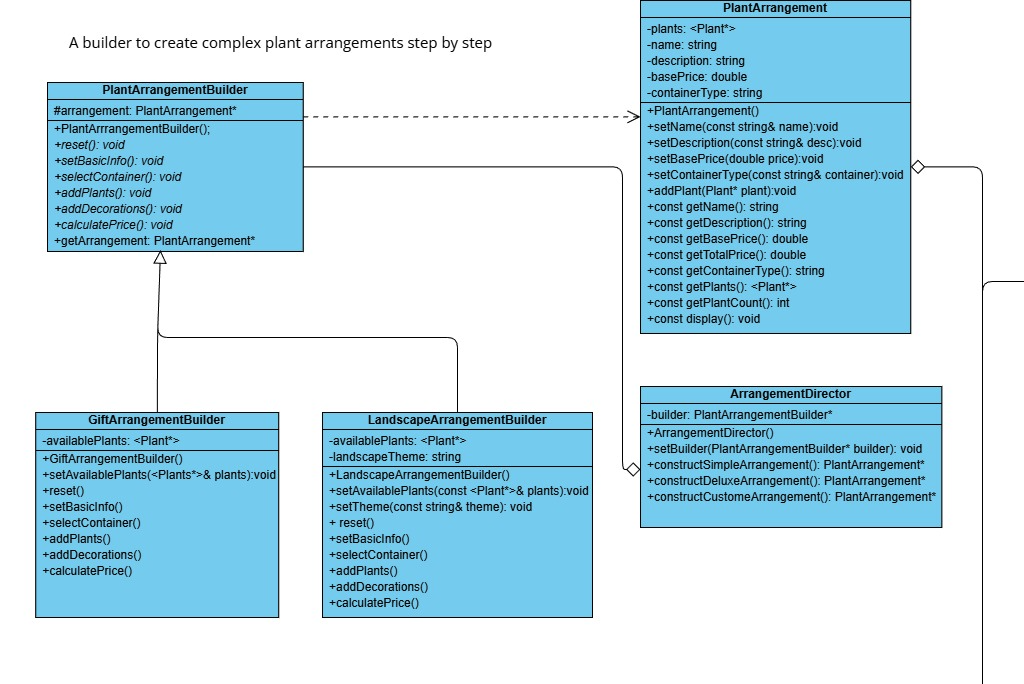 A builder to create complex plant arrangements step by step
PlantArrangementBuilder
#arrangement: PlantArrangement*
+PlantArrrangementBuilder();
+reset(): void
+setBasicInfo(): void
+selectContainer(): void
+addPlants(): void
+addDecorations(): void
+calculatePrice(): void
+getArrangement: PlantArrangement*
PlantArrangement
-plants: <Plant*>
-name: string
-description: string
-basePrice: double
-containerType: string
+PlantArrangement()
+setName(const string& name):void
+setDescription(const string& desc):void
+setBasePrice(double price):void
+setContainerType(const string& container):void
+addPlant(Plant* plant):void
+const getName(): string
+const getDescription(): string
+const getBasePrice(): double
+const getTotalPrice(): double
+const getContainerType(): string
+const getPlants(): <Plant*>
+const getPlantCount(): int
+const display(): void
GiftArrangementBuilder
-availablePlants: <Plant*>
+GiftArrangementBuilder()
+setAvailablePlants(<Plants*>& plants):void
+reset()
+setBasicInfo()
+selectContainer()
+addPlants()
+addDecorations()
+calculatePrice()
LandscapeArrangementBuilder
-availablePlants: <Plant*>
-landscapeTheme: string
+LandscapeArrangementBuilder()
+setAvailablePlants(const <Plant*>& plants):void
+setTheme(const string& theme): void
+ reset()
+setBasicInfo()
+selectContainer()
+addPlants()
+addDecorations()
+calculatePrice()
ArrangementDirector
-builder: PlantArrangementBuilder*
+ArrangementDirector()
+setBuilder(PlantArrangementBuilder* builder): void
+constructSimpleArrangement(): PlantArrangement*
+constructDeluxeArrangement(): PlantArrangement*
+constructCustomeArrangement(): PlantArrangement*